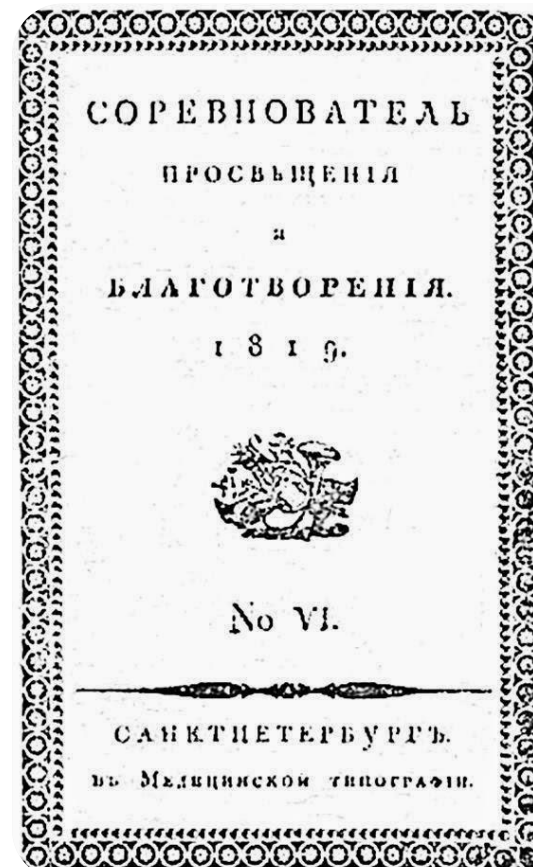 СОРЕВНОВАТЕЛЬ
ПРОСВѢЩЕНІЯ
и
БЛАГОТВОРЕНІЯ.
1819.
No VI.
САНКТПЕТЕРБУРГЪ.
въ Медицинской типографіи.